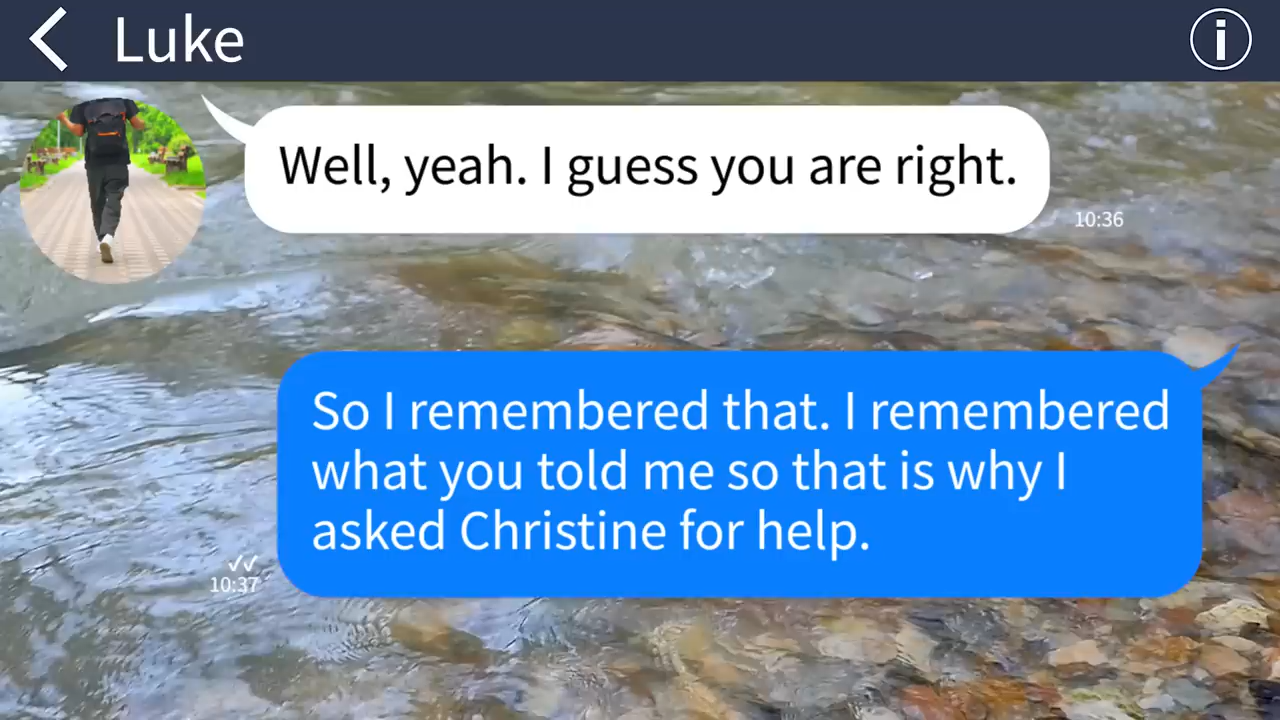 Luke
Well, yeah. I guess you are right.
10:36
So I remembered that. I remembered
what you told me so that is why I
asked Christine for help.
10:37